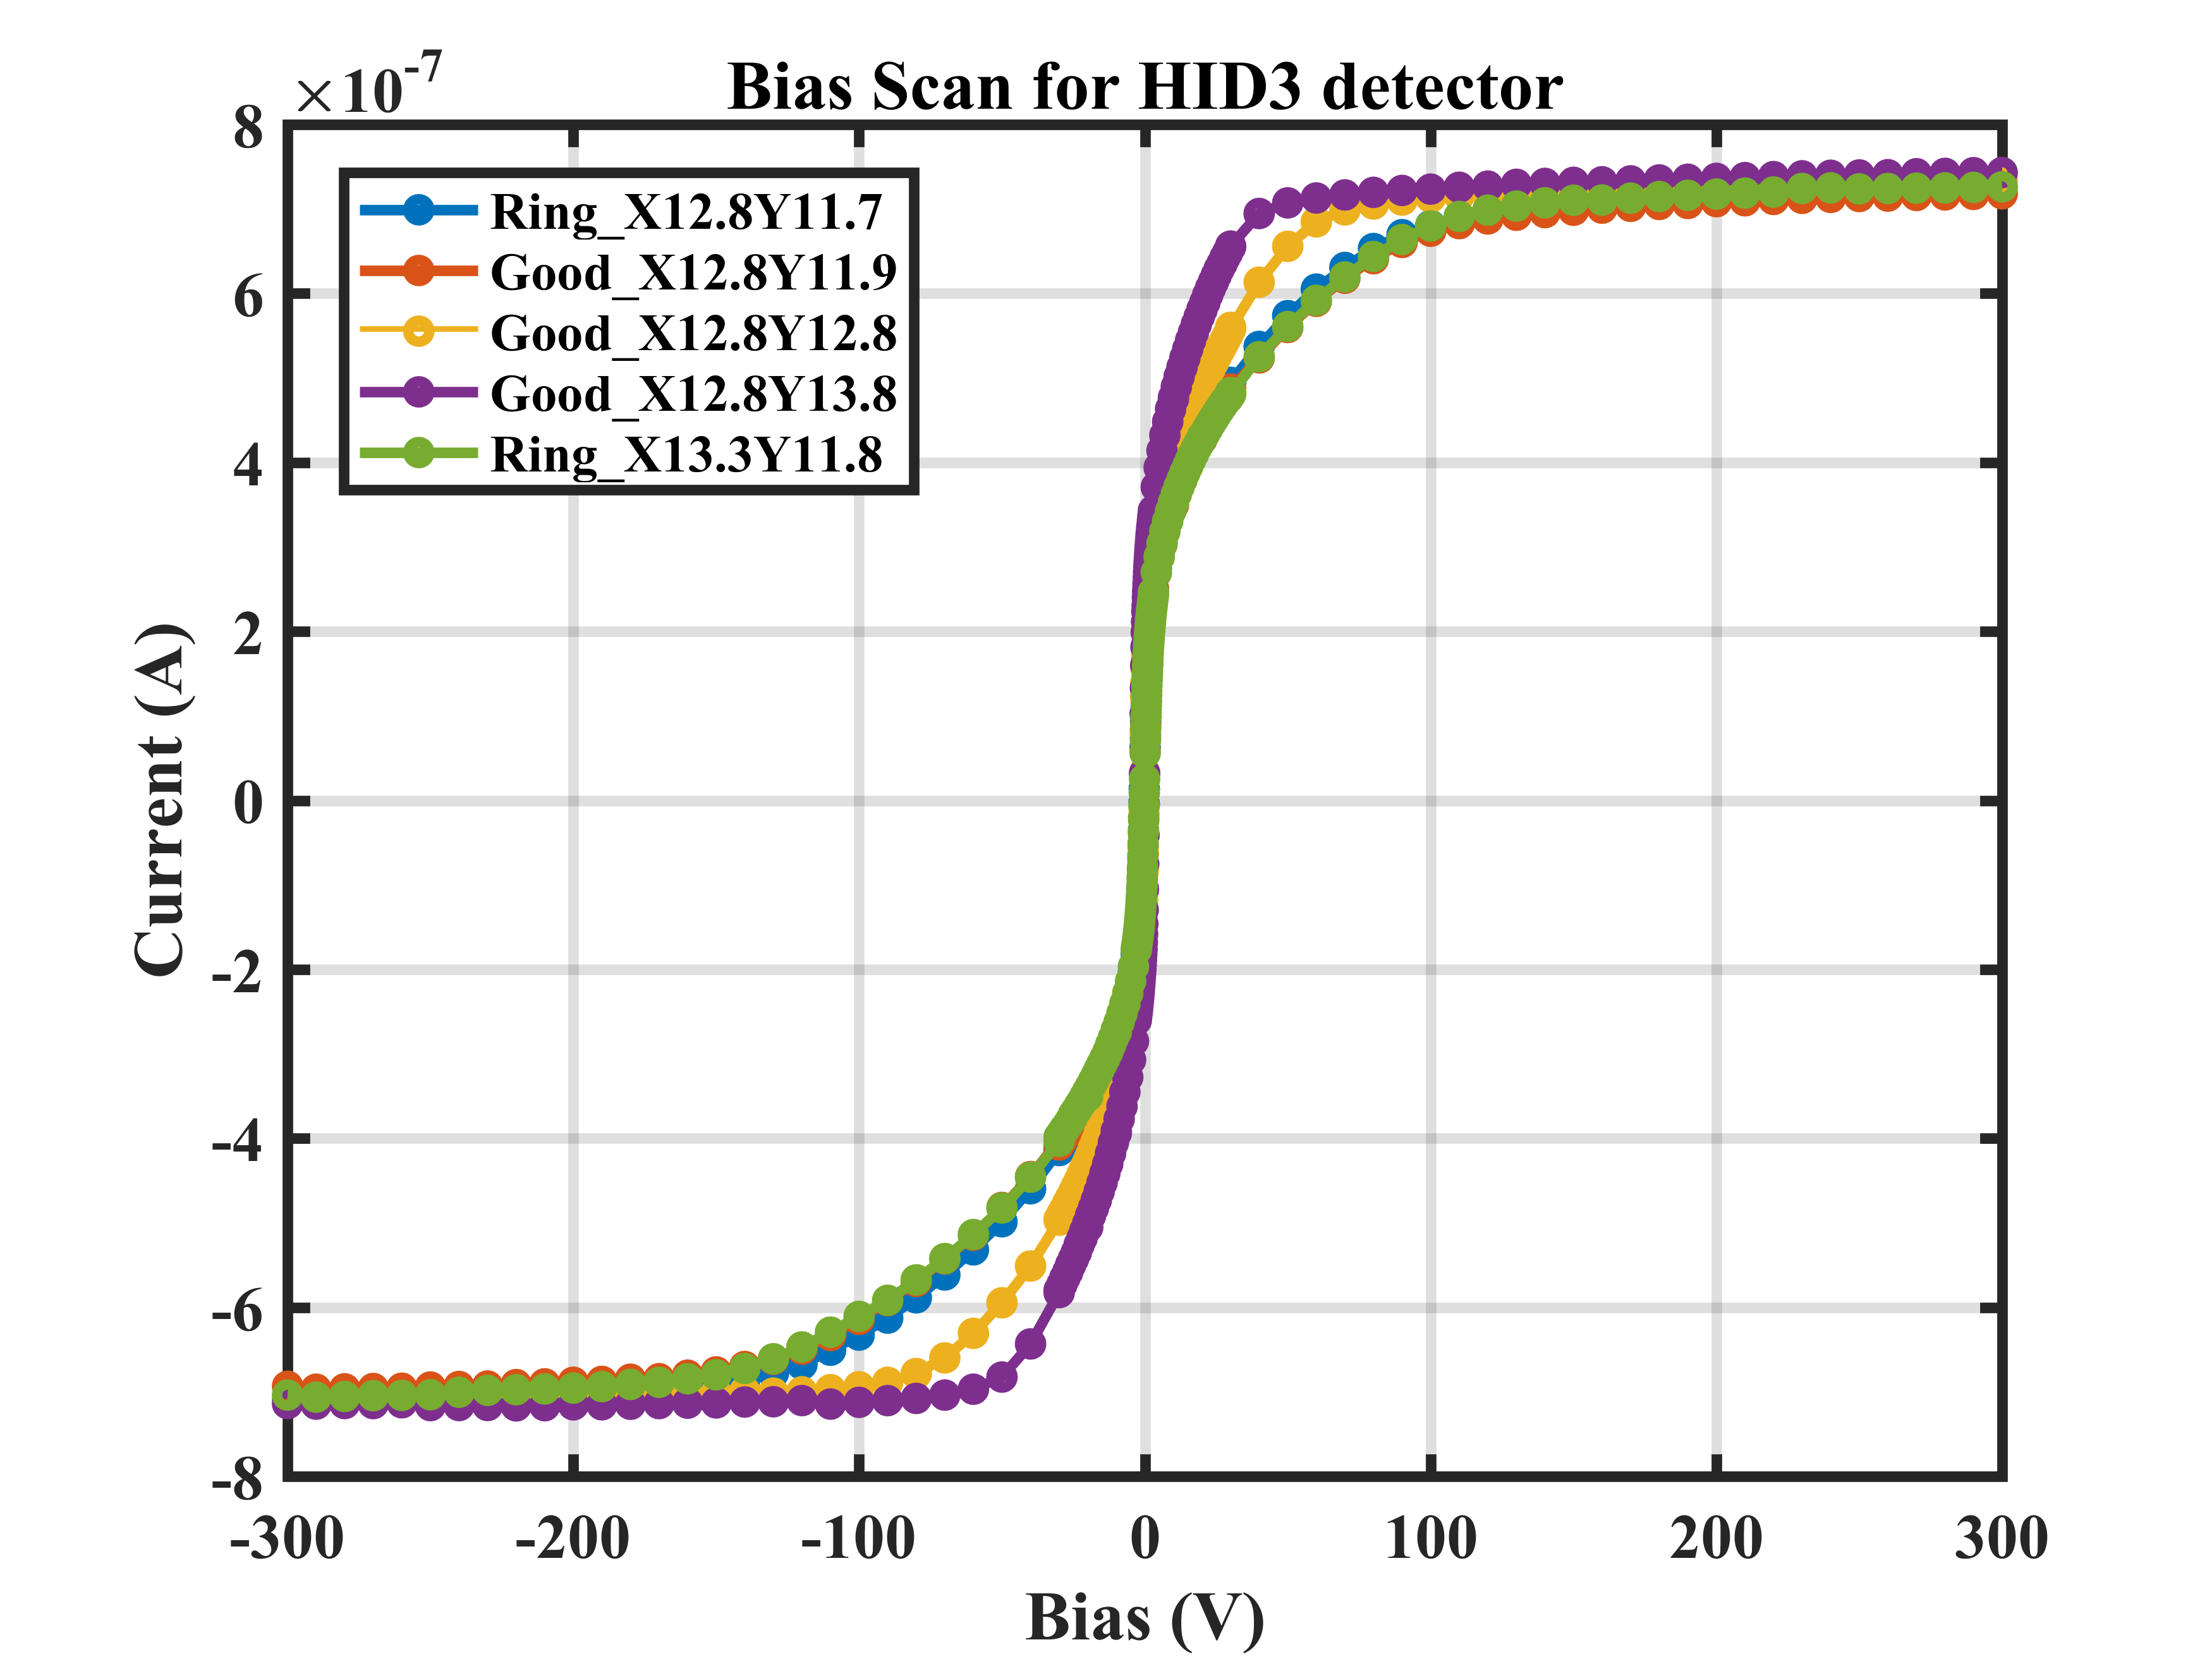 ×10-7
Bias Scan for HID3 detector
8
6
4
2
0
-2
-4
-6
-8
Current (A)
Ring_X12.8Y11.7
Good_X12.8Y11.9
Good_X12.8Y12.8
Good_X12.8Y13.8
Ring_X13.3Y11.8
-300 -200 -100 0 100 200 300
Bias (V)